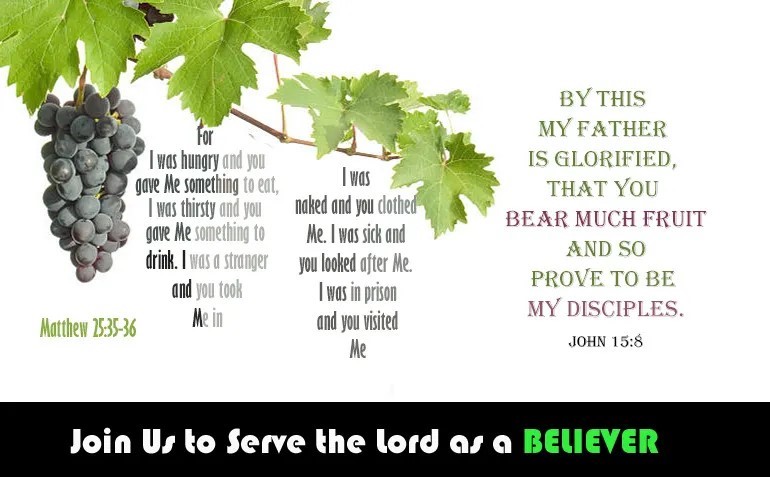 For
I was hungry and you
gave Me something to eat,
I was thirsty and you
gave Me something to
drink. I was a stranger
and you took
Me in
I was
naked and you clothed
Me. I was sick and
you looked after Me.
I was in prison
and you visited
Me
Matthew 25:35-36
BY THIS
MY FATHER
IS GLORIFIED,
THAT YOU
BEAR MUCH FRUIT
AND SO
PROVE TO BE
MY DISCIPLES.
JOHN 15:8
Join Us to Serve the Lord as a BELIEVER